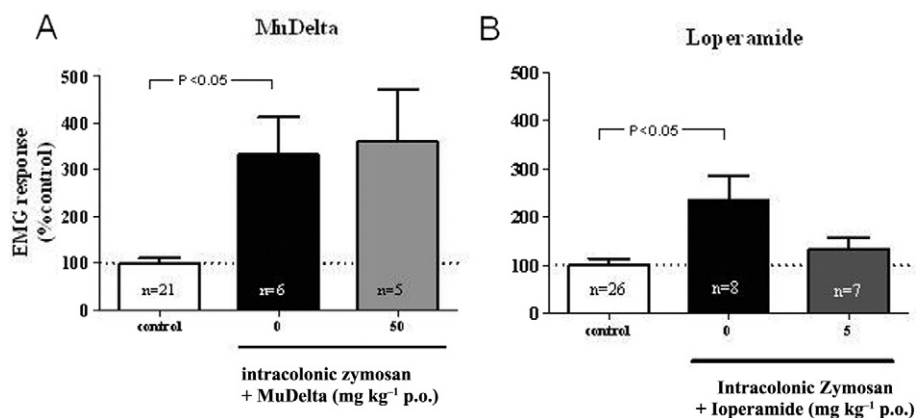 A
MuDelta
EMG response
(%control)
500
400
300
200
100
0
P<0.05
n=21
n=6
n=5
control
0
50
intracolonic zymosan
+ MuDelta (mg kg⁻¹ p.o.)
B
Loperamide
500
400
300
200
100
0
P<0.05
n=26
n=8
n=7
control
0
5
Intracolonic Zymosan
+ Ioperamide (mg kg⁻¹ p.o.)